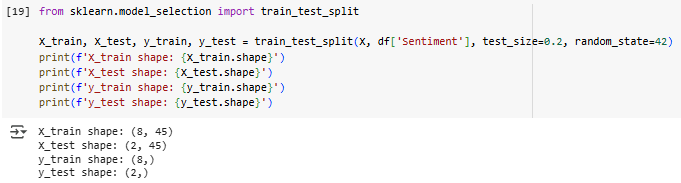 [19] from sklearn.model_selection import train_test_split
X_train, X_test, y_train, y_test = train_test_split(X, df['Sentiment'], test_size=0.2, random_state=42)
print(f'X_train shape: {X_train.shape}')
print(f'X_test shape: {X_test.shape}')
print(f'y_train shape: {y_train.shape}')
print(f'y_test shape: {y_test.shape}')
X_train shape: (8, 45)
X_test shape: (2, 45)
y_train shape: (8,)
y_test shape: (2,)